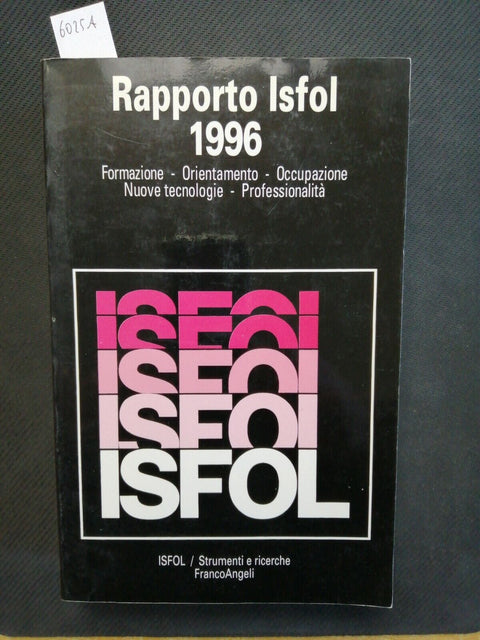 6025A
Rapporto Isfol
1996
Formazione - Orientamento - Occupazione
Nuove tecnologie - Professionalità
ISFOL
ISFOL
ISFOL
ISFOL
ISFOL
ISFOL / Strumenti e ricerche
FrancoAngeli